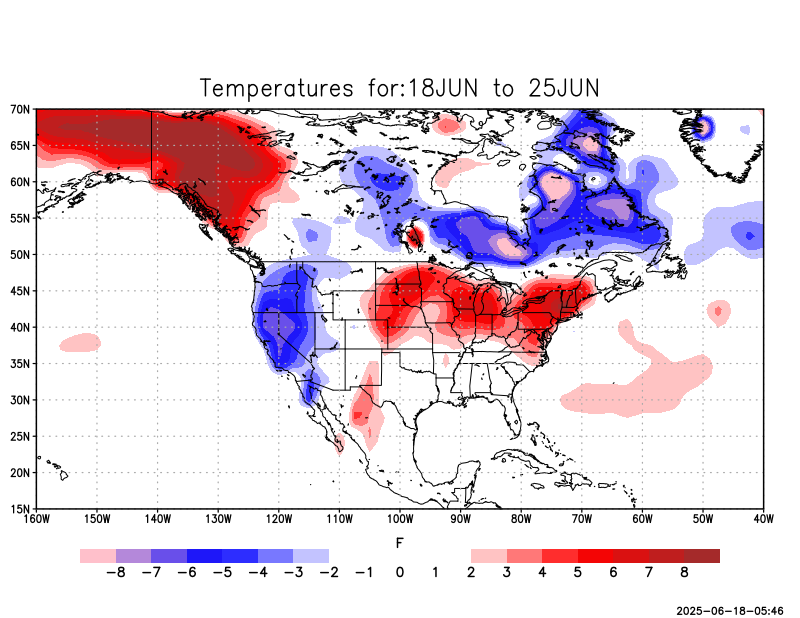 Temperatures for:18JUN to 25JUN
70N
65N
60N
55N
50N
45N
40N
35N
30N
25N
20N
15N
160W 150W 140W 130W 120W 110W 100W 90W 80W 70W 60W 50W 40W
F
−8 −7 −6 −5 −4 −3 −2 −1 0 1 2 3 4 5 6 7 8
2025-06-18-05:46